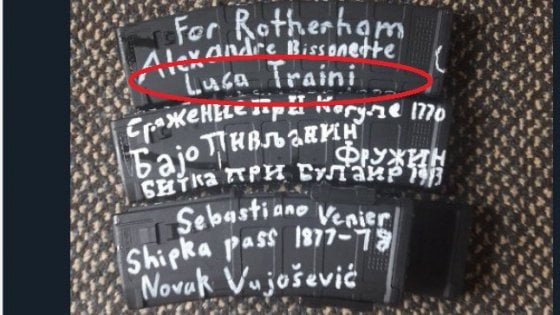 For Rotherham
Alexandre Bissonette
Luca Traini
Сражение при Кагуле 1770
Бајо Пивљанин
Фружин
Битка при Булаир 1913
Sebastiano Venier
Shipka pass 1877-78
Novak Vujošević